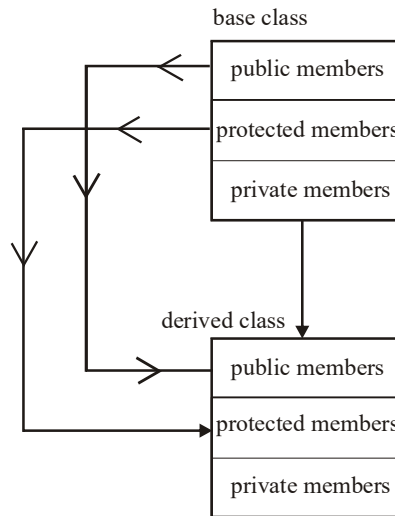 base class
public members
protected members
private members
derived class
public members
protected members
private members